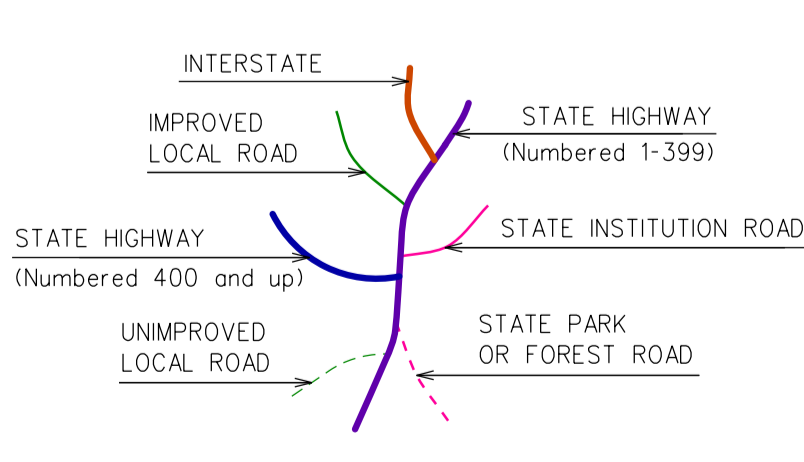 INTERSTATE
STATE HIGHWAY
(Numbered 1-399)
IMPROVED
LOCAL ROAD
STATE INSTITUTION ROAD
STATE HIGHWAY
(Numbered 400 and up)
UNIMPROVED
LOCAL ROAD
STATE PARK
OR FOREST ROAD